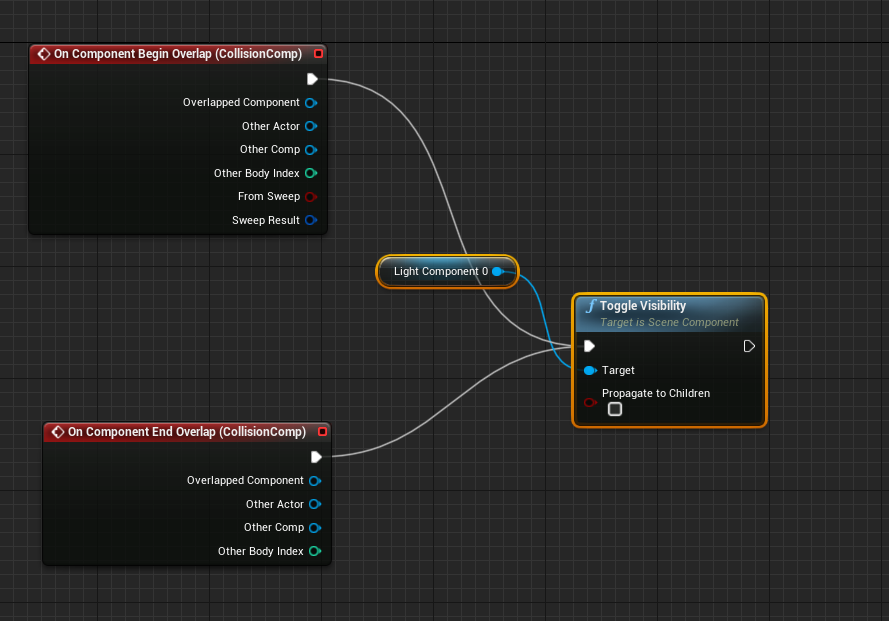 On Component Begin Overlap (CollisionComp)
Overlapped Component
Other Actor
Other Comp
Other Body Index
From Sweep
Sweep Result
Light Component 0
f Toggle Visibility
Target is Scene Component
Target
Propagate to Children
On Component End Overlap (CollisionComp)
Overlapped Component
Other Actor
Other Comp
Other Body Index